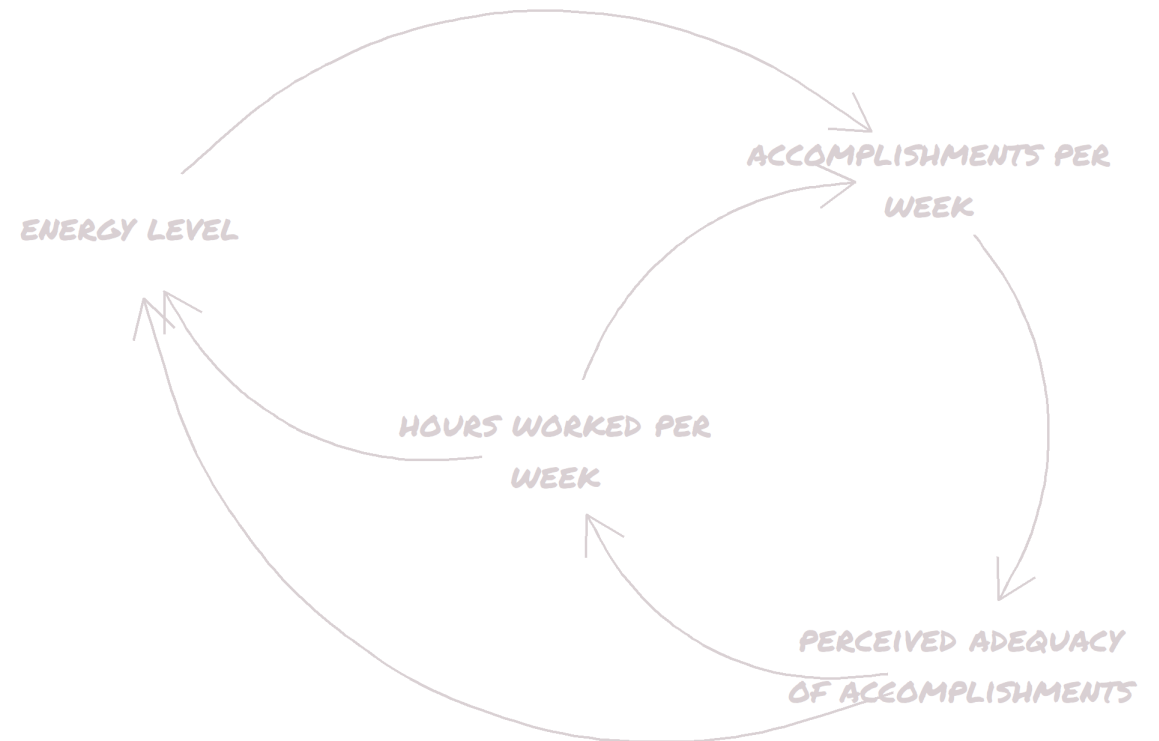 ACCOMPLISHMENTS PER
WEEK
ENERGY LEVEL
HOURS WORKED PER
WEEK
PERCEIVED ADEQUACY
OF ACCOMPLISHMENTS